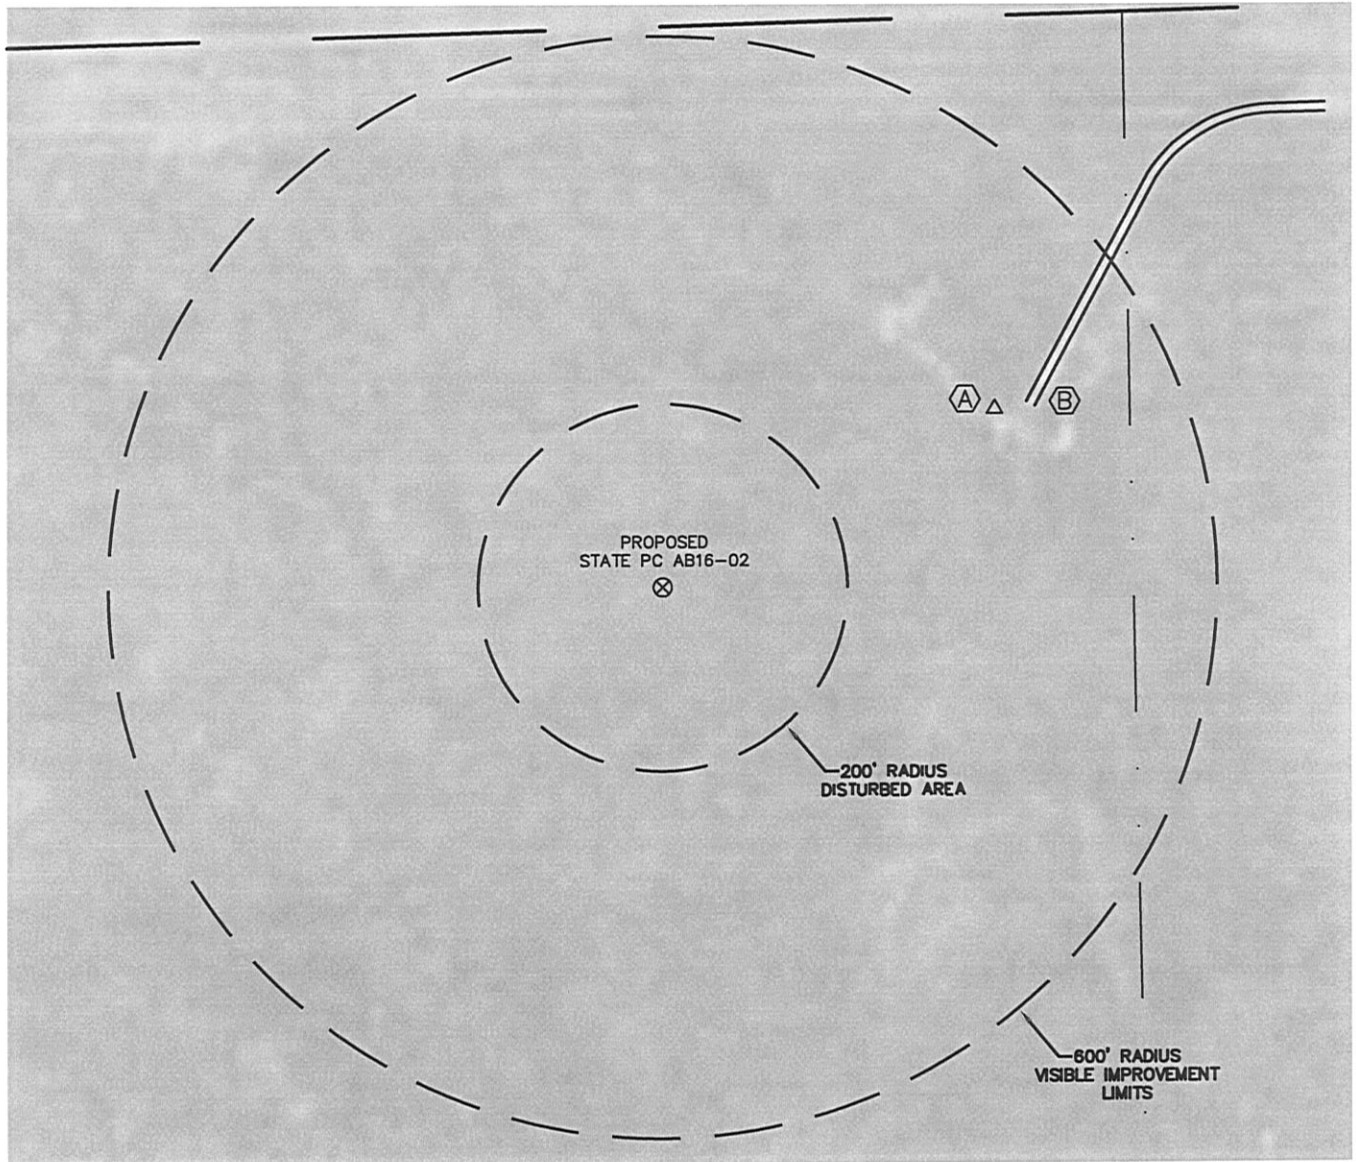 A
B
PROPOSED
STATE PC AB16-02
200' RADIUS
DISTURBED AREA
600' RADIUS
VISIBLE IMPROVEMENT
LIMITS